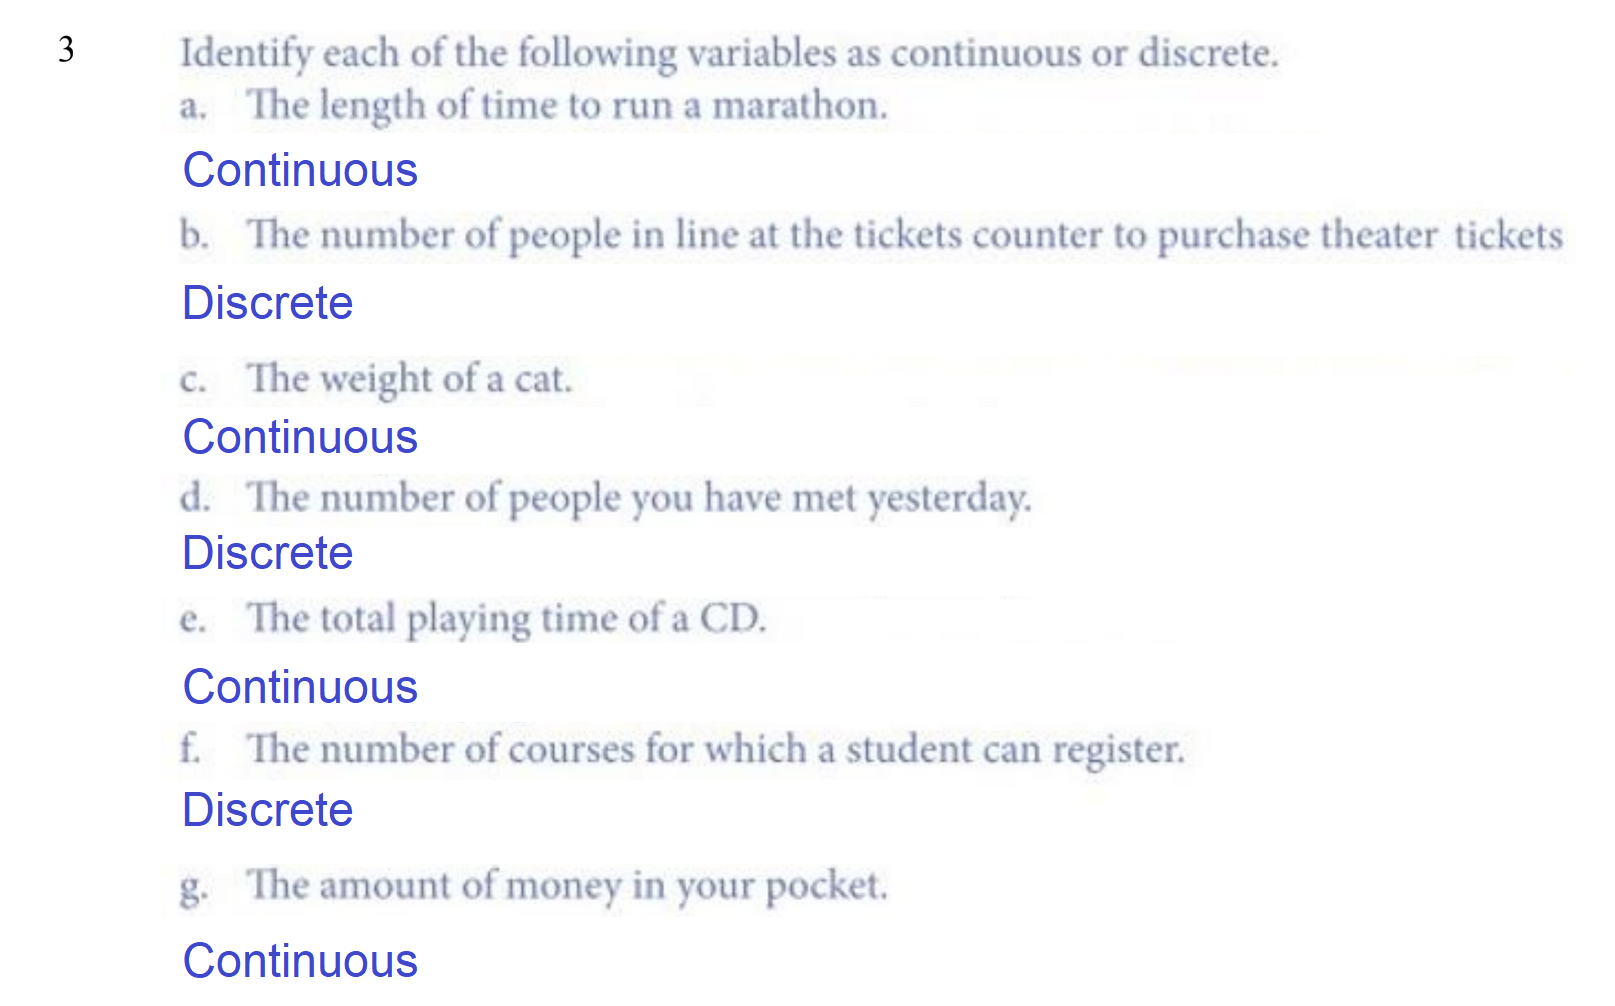 3 Identify each of the following variables as continuous or discrete.
a. The length of time to run a marathon.
Continuous
b. The number of people in line at the tickets counter to purchase theater tickets
Discrete
c. The weight of a cat.
Continuous
d. The number of people you have met yesterday.
Discrete
e. The total playing time of a CD.
Continuous
f. The number of courses for which a student can register.
Discrete
g. The amount of money in your pocket.
Continuous